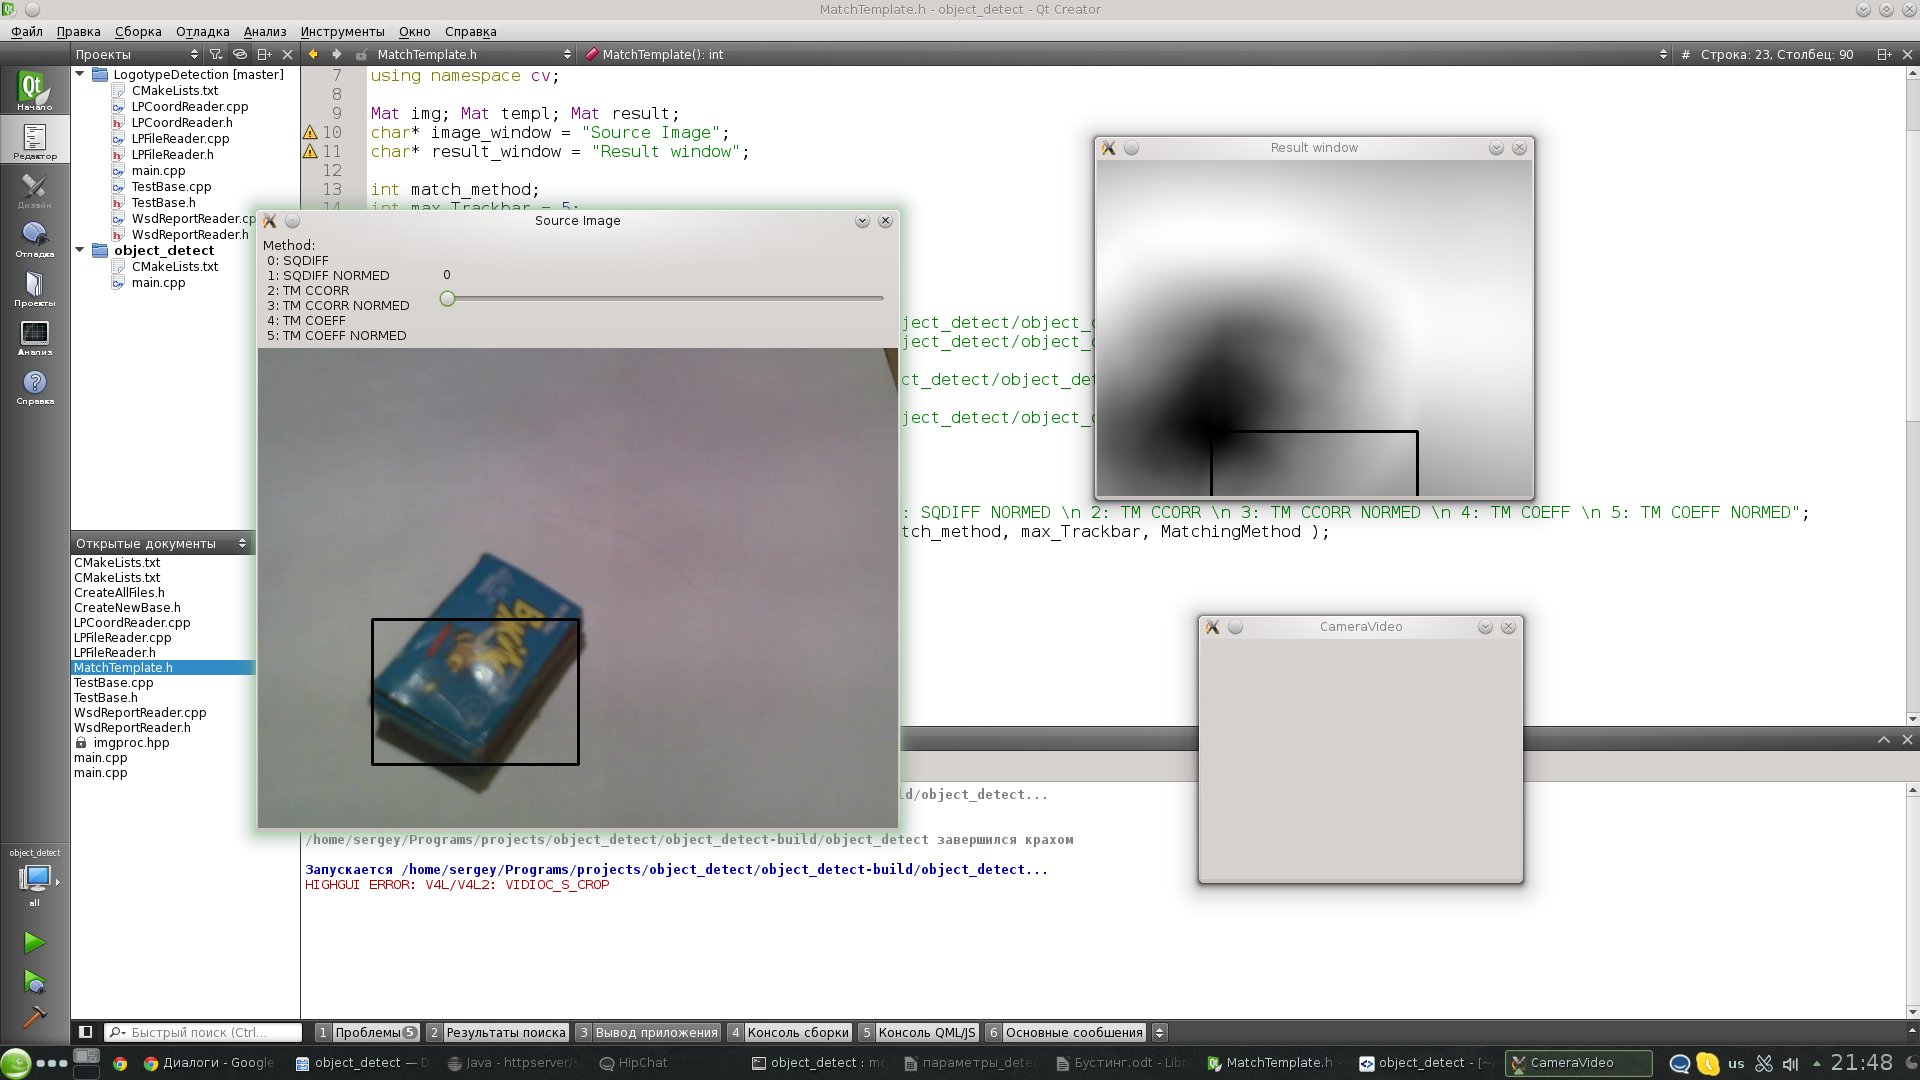 MatchTemplate.h - object_detect - Qt Creator
Файл Правка Сборка Отладка Анализ Инструменты Окно Справка
Проекты MatchTemplate.h MatchTemplate(): int # Строка: 23, Столбец: 90
Начало
Редактор
Дизайн
Отладка
Проекты
Анализ
Справка
LogotypeDetection [master]
CMakeLists.txt
LPCoordReader.cpp
LPCoordReader.h
LPFileReader.cpp
LPFileReader.h
main.cpp
TestBase.cpp
TestBase.h
WsdReportReader.cp
WsdReportReader.h
object_detect
CMakeLists.txt
main.cpp
7 using namespace cv;
8
9 Mat img; Mat templ; Mat result;
10 char* image_window = "Source Image";
11 char* result_window = "Result window";
12
13 int match_method;
14 int max_Trackbar = 5;
Source Image
Method:
0: SQDIFF
1: SQDIFF NORMED 0
2: TM CCORR
3: TM CCORR NORMED
4: TM COEFF
5: TM COEFF NORMED
Result window
ject_detect/object_
ject_detect/object_
ct_detect/object_det
ject_detect/object_
: SQDIFF NORMED \n 2: TM CCORR \n 3: TM CCORR NORMED \n 4: TM COEFF \n 5: TM COEFF NORMED";
tch_method, max_Trackbar, MatchingMethod );
CameraVideo
Открытые документы
CMakeLists.txt
CMakeLists.txt
CreateAllFiles.h
CreateNewBase.h
LPCoordReader.cpp
LPFileReader.cpp
LPFileReader.h
MatchTemplate.h
TestBase.cpp
TestBase.h
WsdReportReader.cpp
WsdReportReader.h
imgproc.hpp
main.cpp
main.cpp
ld/object_detect...
/home/sergey/Programs/projects/object_detect/object_detect-build/object_detect завершился крахом
Запускается /home/sergey/Programs/projects/object_detect/object_detect-build/object_detect...
HIGHGUI ERROR: V4L/V4L2: VIDIOC_S_CROP
object_detect
all
Быстрый поиск (Ctrl... 1 Проблемы 5 2 Результаты поиска 3 Вывод приложения 4 Консоль сборки 5 Консоль QML/JS 6 Основные сообщения
Диалоги - Google object_detect — Java - httpserver/s HipChat object_detect : mc параметры_dete Бустинг.odt - Libr MatchTemplate.h - object_detect - [~ CameraVideo us 21:48